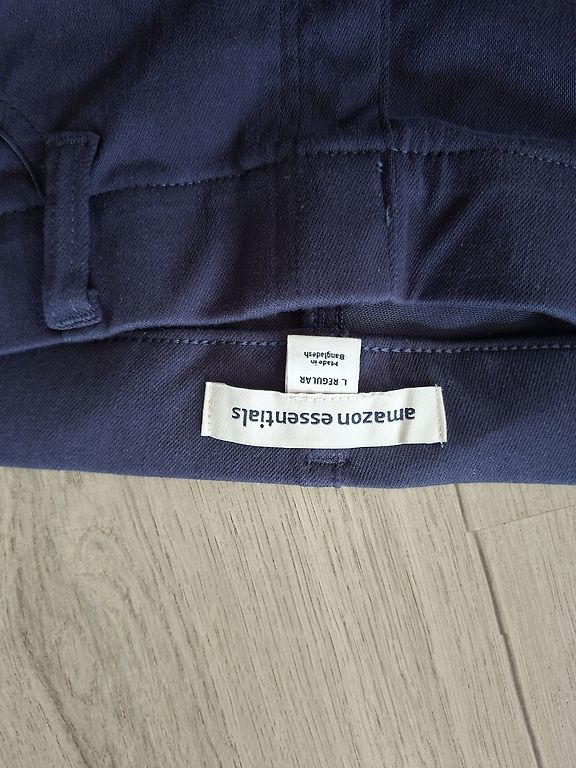 amazon essentials
L REGULAR
Made in
Bangladesh